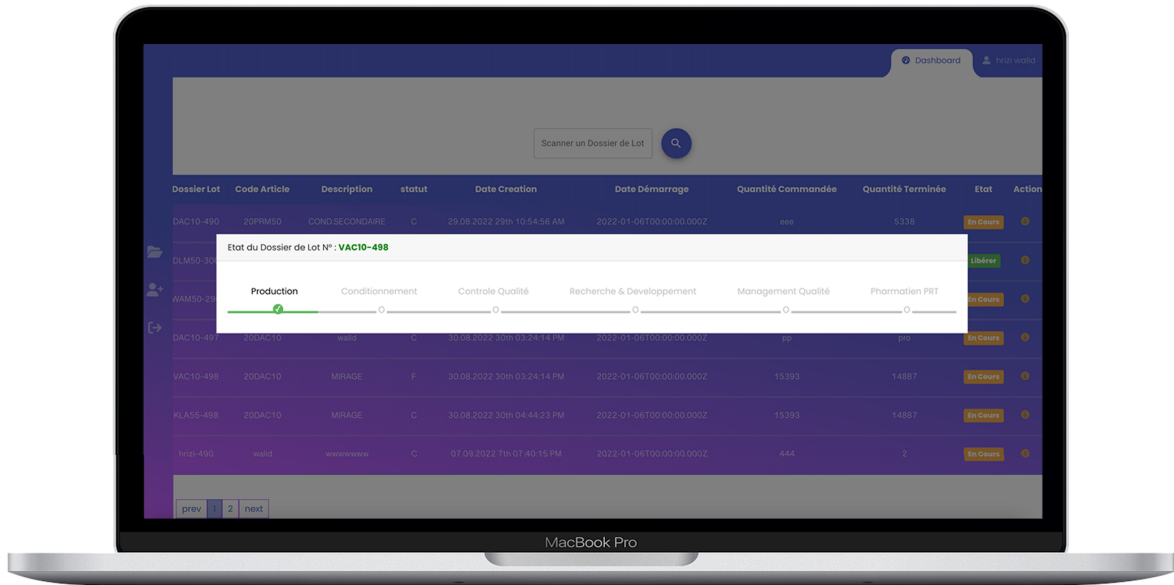 Dashboard hrizi walid
Scanner un Dossier de Lot
Dossier Lot Code Article Description statut Date Creation Date Démarrage Quantité Commandée Quantité Terminée Etat Action
DAC10-490 20PRM50 COND.SECONDAIRE C 29.08.2022 29th 10:54:56 AM 2022-01-06T00:00:00.000Z eee 5338 En Cours
Etat du Dossier de Lot N° : VAC10-498
DLM50-30 Libérer
Production Conditionnement Controle Qualité Recherche & Developpement Management Qualité Pharmatien PRT
WAM50-29 En Cours
DAC10-497 20DAC10 walid C 30.08.2022 30th 03:24:14 PM 2022-01-06T00:00:00.000Z pp pro En Cours
VAC10-498 20DAC10 MIRAGE F 30.08.2022 30th 03:24:14 PM 2022-01-06T00:00:00.000Z 15393 14887 En Cours
KLA55-498 20DAC10 MIRAGE C 30.08.2022 30th 04:44:23 PM 2022-01-06T00:00:00.000Z 15393 14887 En Cours
hrizi-490 walid wwwwwww C 07.09.2022 7th 07:40:15 PM 2022-01-06T00:00:00.000Z 444 2 En Cours
prev 1 2 next
MacBook Pro